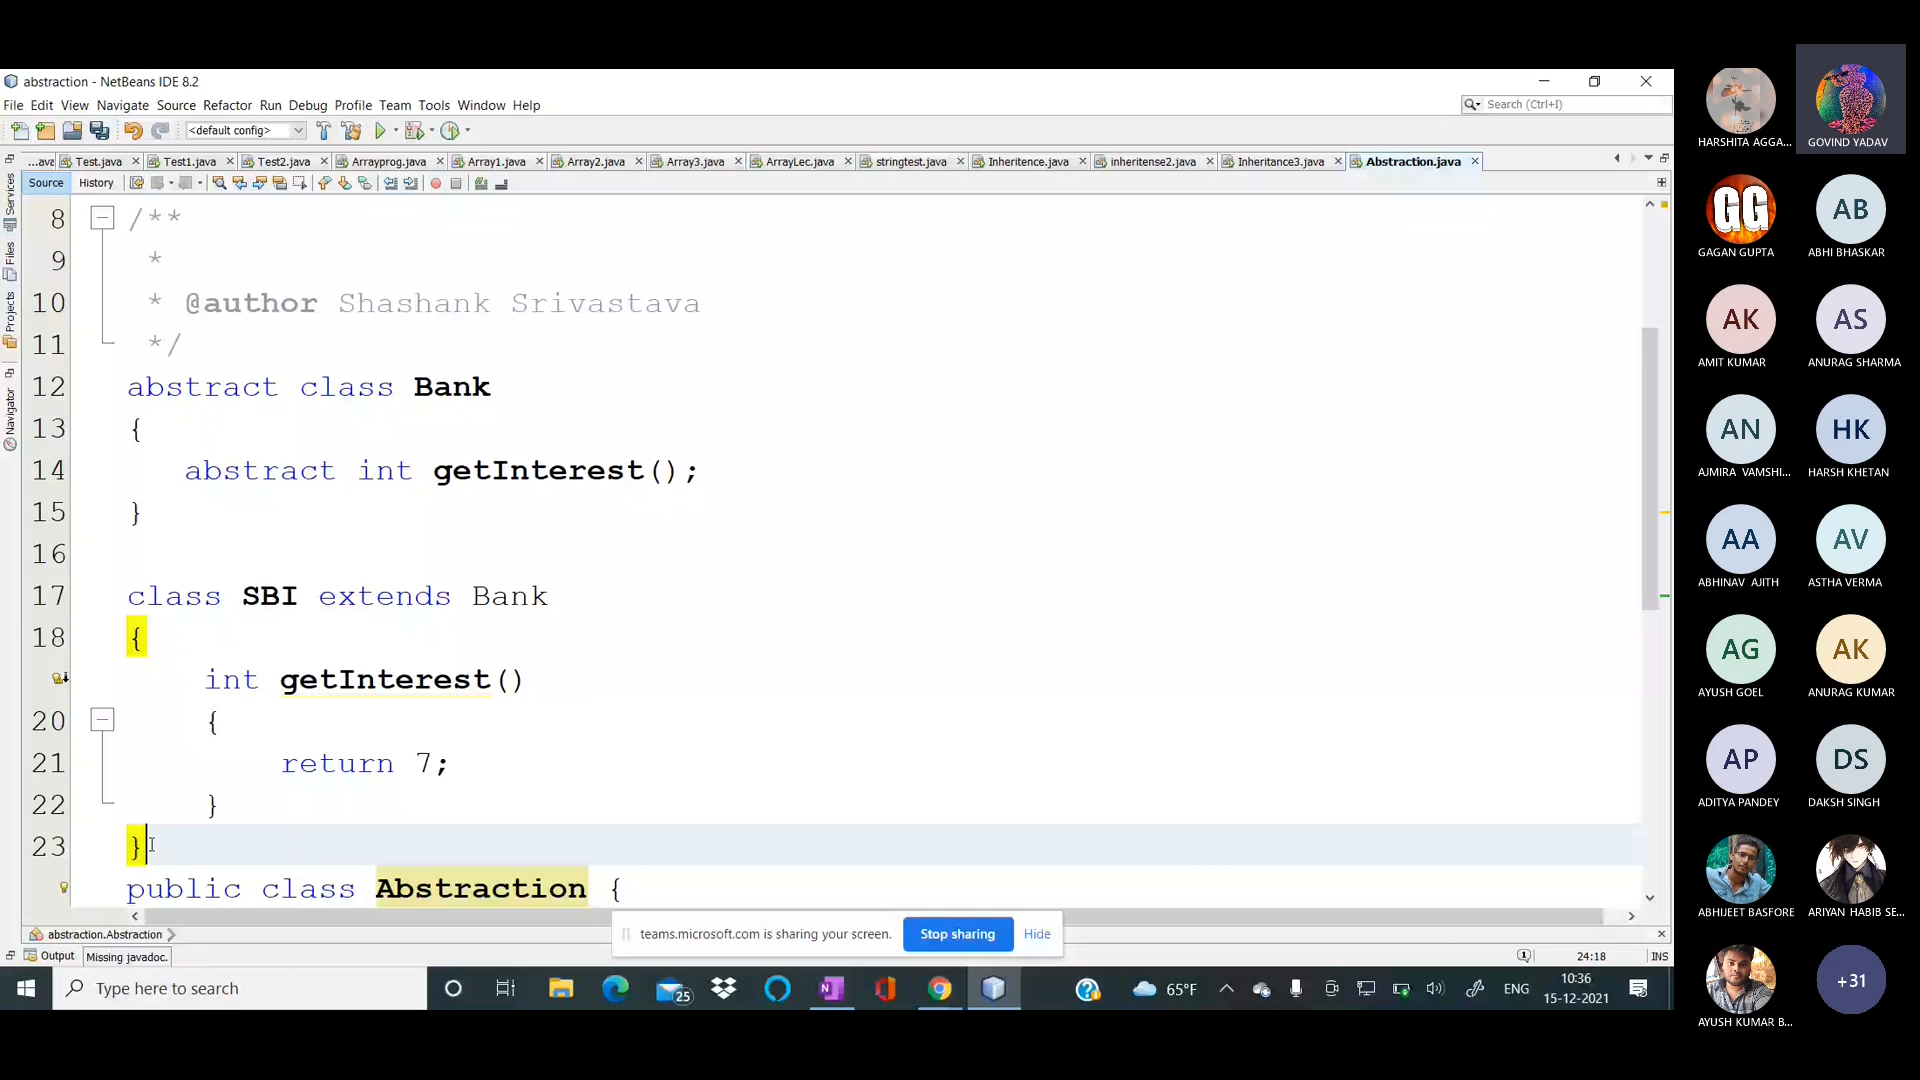 abstraction - NetBeans IDE 8.2
File Edit View Navigate Source Refactor Run Debug Profile Team Tools Window Help
Search (Ctrl+I)
<default config>
...ava Test.java Test1.java Test2.java Arrayprog.java Array1.java Array2.java Array3.java ArrayLec.java stringtest.java Inheritence.java inheritense2.java Inheritance3.java Abstraction.java
Source History
Services
Files
Projects
Navigator
8 /**
9 *
10 * @author Shashank Srivastava
11 */
12 abstract class Bank
13 {
14 abstract int getInterest();
15 }
16
17 class SBI extends Bank
18 {
int getInterest()
20 {
21 return 7;
22 }
23 }
public class Abstraction {
abstraction.Abstraction
Output Missing javadoc.
teams.microsoft.com is sharing your screen. Stop sharing Hide
1 24:18 INS
Type here to search
25
65°F
ENG
10:36
15-12-2021
HARSHITA AGGA...
GOVIND YADAV
GG
GAGAN GUPTA
AB
ABHI BHASKAR
AK
AMIT KUMAR
AS
ANURAG SHARMA
AN
AJMIRA VAMSHI...
HK
HARSH KHETAN
AA
ABHINAV AJITH
AV
ASTHA VERMA
AG
AYUSH GOEL
AK
ANURAG KUMAR
AP
ADITYA PANDEY
DS
DAKSH SINGH
ABHIJEET BASFORE
ARIYAN HABIB SE...
AYUSH KUMAR B...
+31